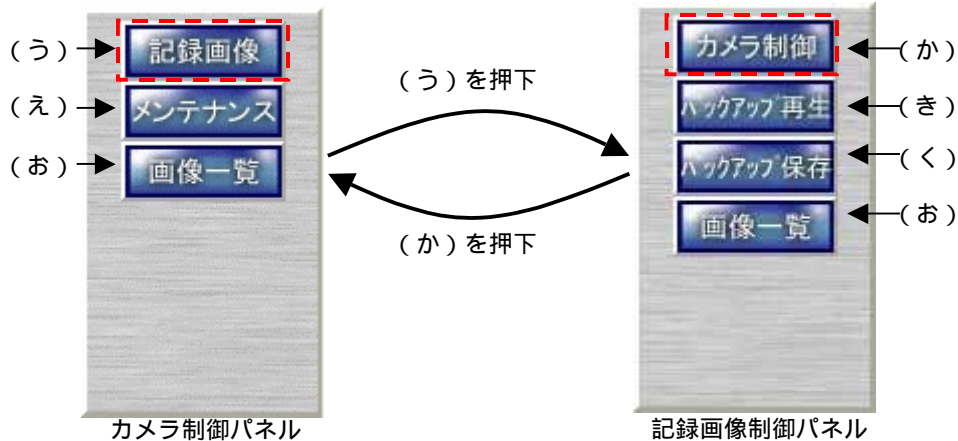 (う)
記録画像
(え)
メンテナンス
(お)
画像一覧
カメラ制御パネル
(う)を押下
(か)を押下
カメラ制御
(か)
バックアップ再生
(き)
バックアップ保存
(く)
画像一覧
(お)
記録画像制御パネル